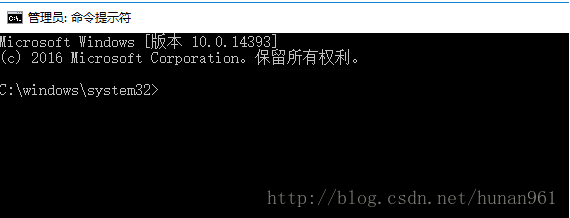 管理员: 命令提示符
Microsoft Windows [版本 10.0.14393]
(c) 2016 Microsoft Corporation。保留所有权利。
C:\windows\system32>
http://blog.csdn.net/hunan961